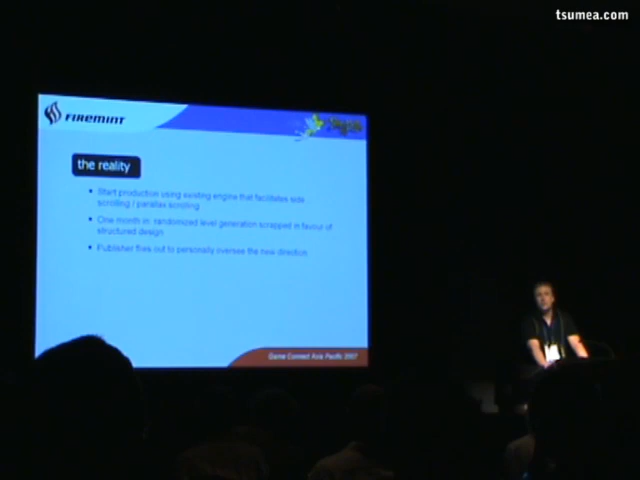 tsumea.com
FIREMINT
the reality
Start production using existing engine that facilitates side
scrolling / parallax scrolling
One month in: randomized level generation scrapped in favour of
structured design
Publisher flies out to personally oversee the new direction
Game Connect Asia Pacific 2007